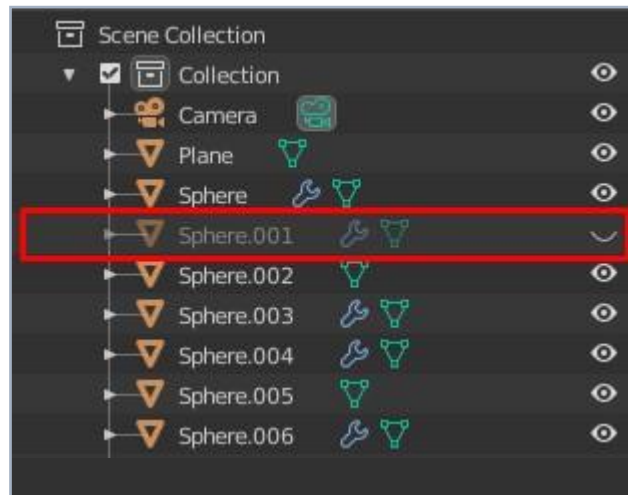 Scene Collection
Collection
Camera
Plane
Sphere
Sphere.001
Sphere.002
Sphere.003
Sphere.004
Sphere.005
Sphere.006